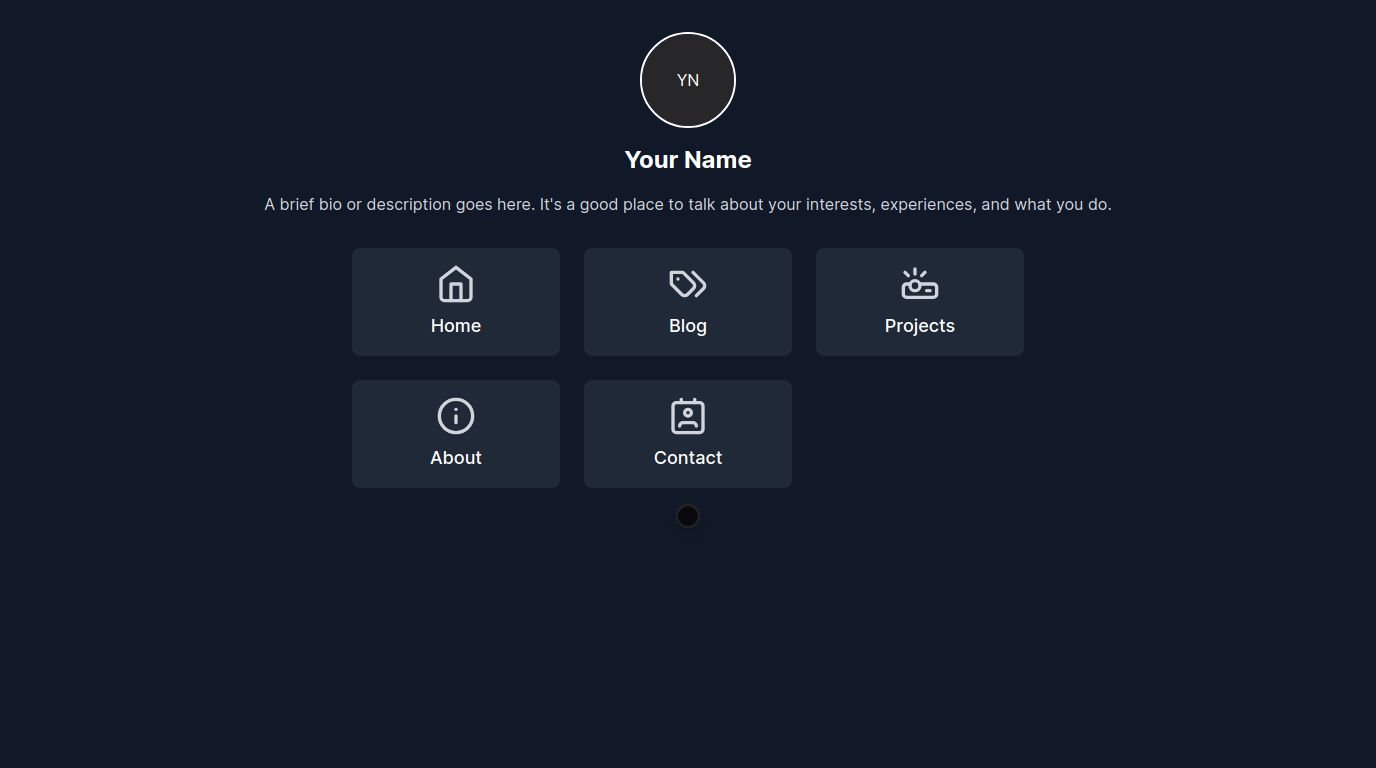 YN
Your Name
A brief bio or description goes here. It's a good place to talk about your interests, experiences, and what you do.
Home
Blog
Projects
About
Contact